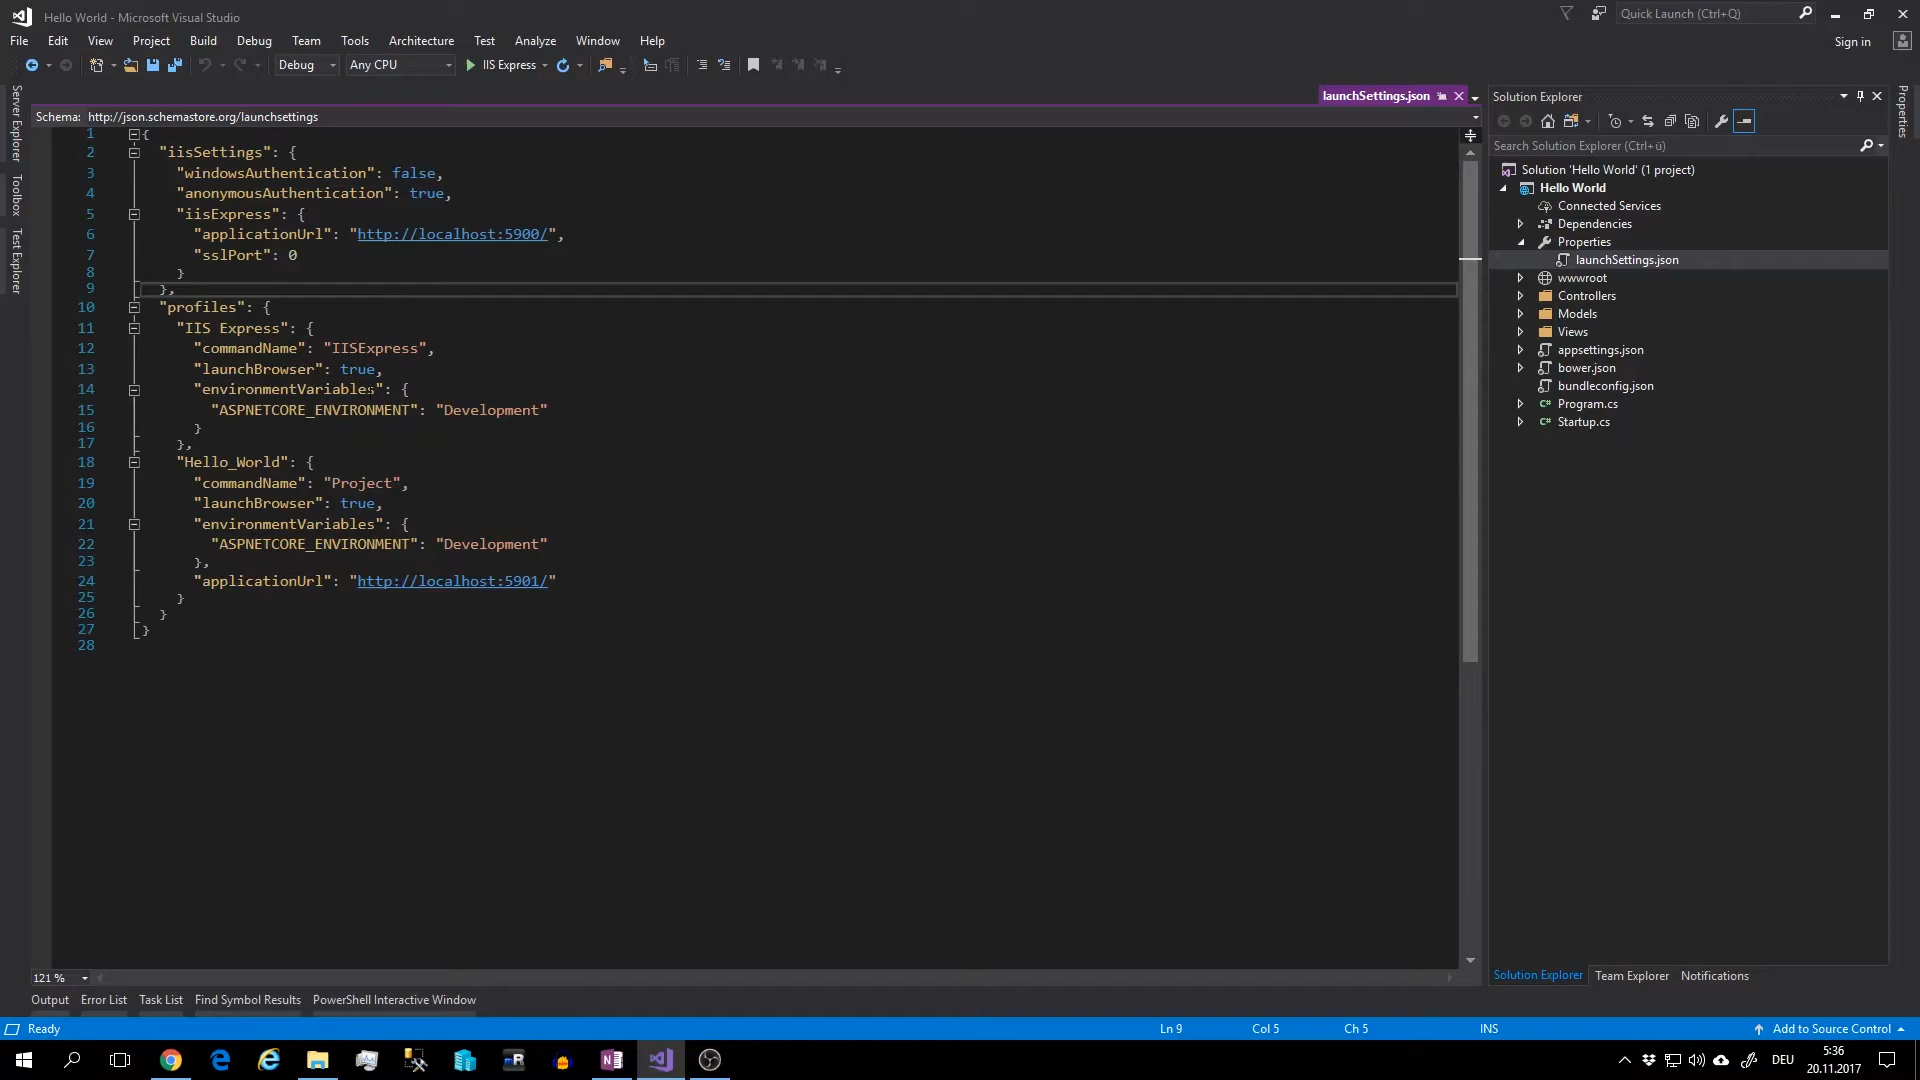 Hello World - Microsoft Visual Studio
Quick Launch (Ctrl+Q)
File Edit View Project Build Debug Team Tools Architecture Test Analyze Window Help
Sign in
Debug Any CPU IIS Express
Server Explorer
Toolbox
Test Explorer
launchSettings.json
Schema: http://json.schemastore.org/launchsettings
1 {
2 "iisSettings": {
3 "windowsAuthentication": false,
4 "anonymousAuthentication": true,
5 "iisExpress": {
6 "applicationUrl": "http://localhost:5900/",
7 "sslPort": 0
8 }
9 },
10 "profiles": {
11 "IIS Express": {
12 "commandName": "IISExpress",
13 "launchBrowser": true,
14 "environmentVariables": {
15 "ASPNETCORE_ENVIRONMENT": "Development"
16 }
17 },
18 "Hello_World": {
19 "commandName": "Project",
20 "launchBrowser": true,
21 "environmentVariables": {
22 "ASPNETCORE_ENVIRONMENT": "Development"
23 },
24 "applicationUrl": "http://localhost:5901/"
25 }
26 }
27 }
28
121 %
Solution Explorer
Search Solution Explorer (Ctrl+ü)
Solution 'Hello World' (1 project)
Hello World
Connected Services
Dependencies
Properties
launchSettings.json
wwwroot
Controllers
Models
Views
appsettings.json
bower.json
bundleconfig.json
C# Program.cs
C# Startup.cs
Properties
Solution Explorer Team Explorer Notifications
Output Error List Task List Find Symbol Results PowerShell Interactive Window
Ready Ln 9 Col 5 Ch 5 INS Add to Source Control
DEU
5:36
20.11.2017